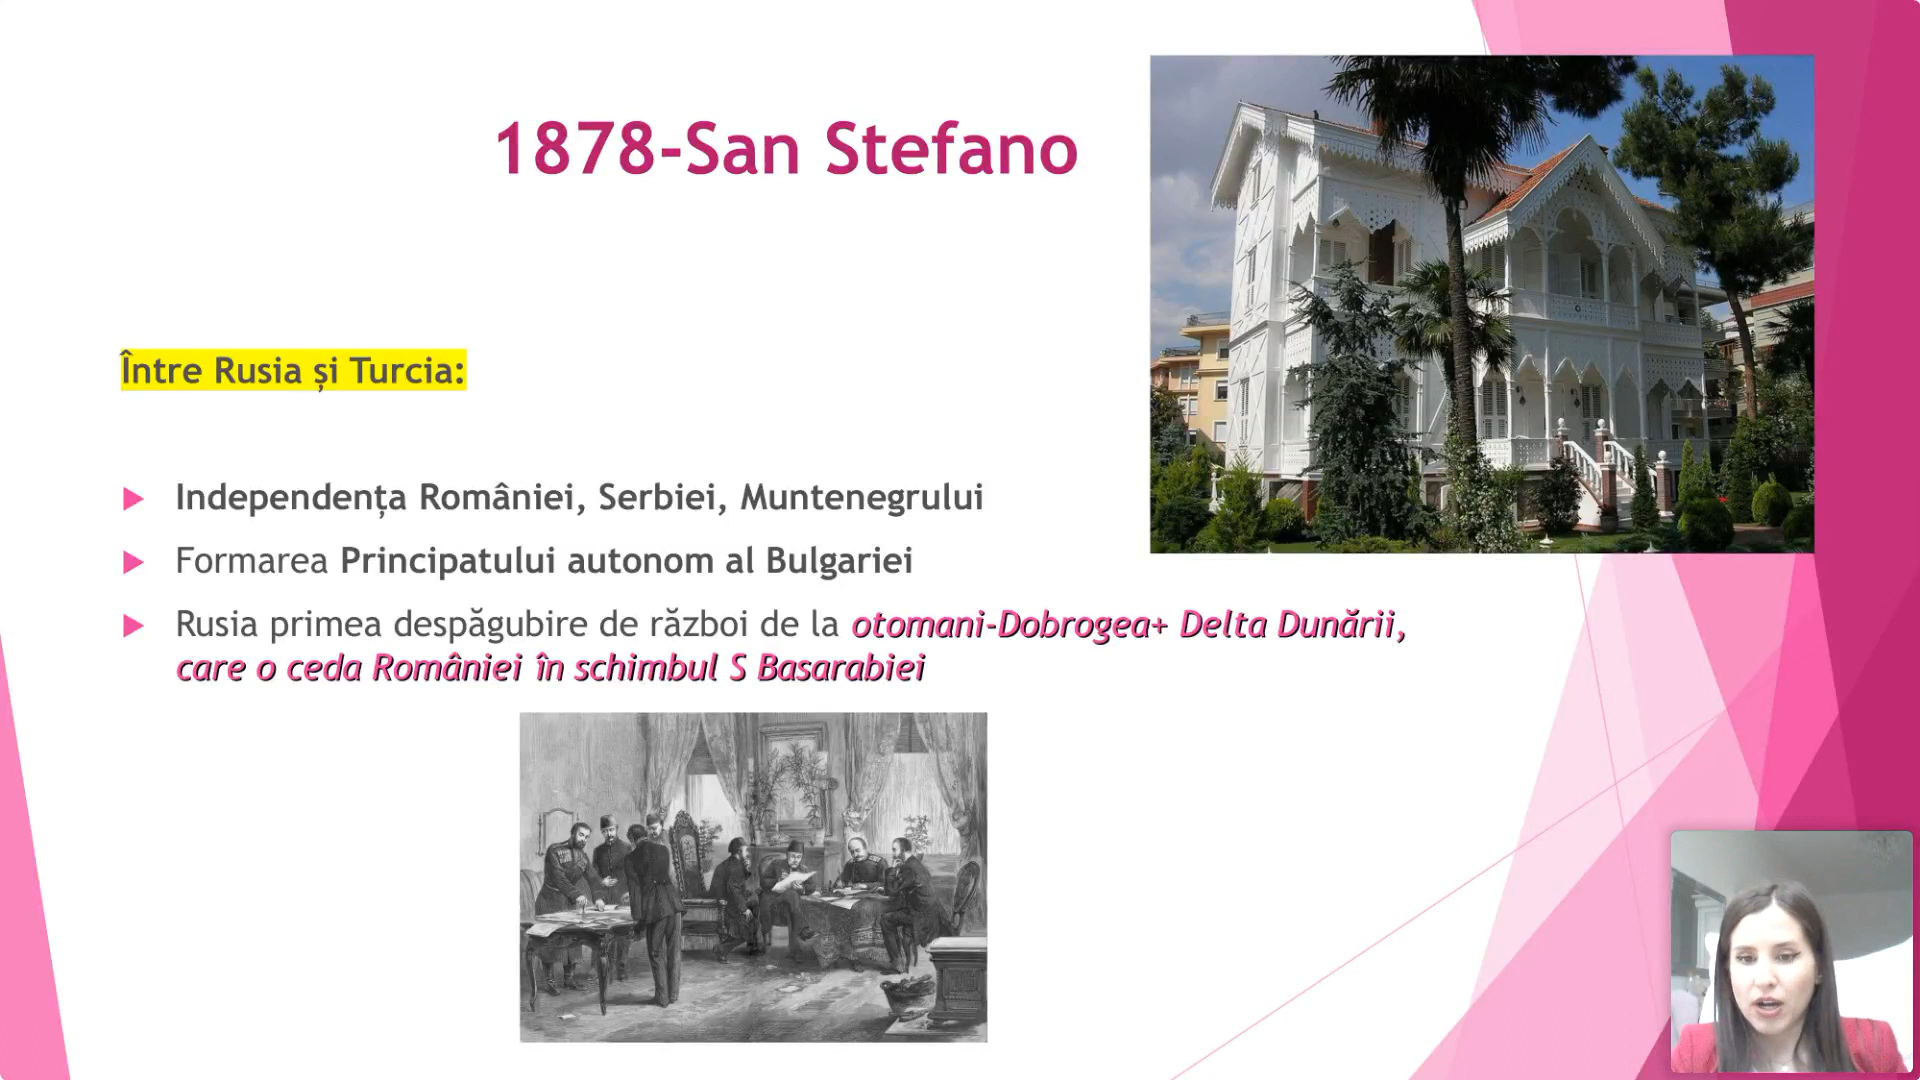 1878-San Stefano
Între Rusia și Turcia:
Independența României, Serbiei, Muntenegrului
Formarea Principatului autonom al Bulgariei
Rusia primea despăgubire de război de la otomani-Dobrogea+ Delta Dunării,
care o ceda României în schimbul S Basarabiei